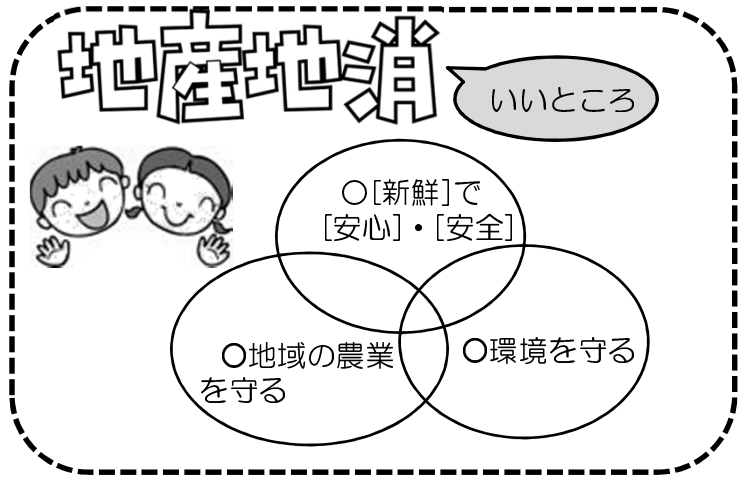 地産地消
いいところ
○[新鮮]で
[安心]・[安全]
○地域の農業
を守る
○環境を守る